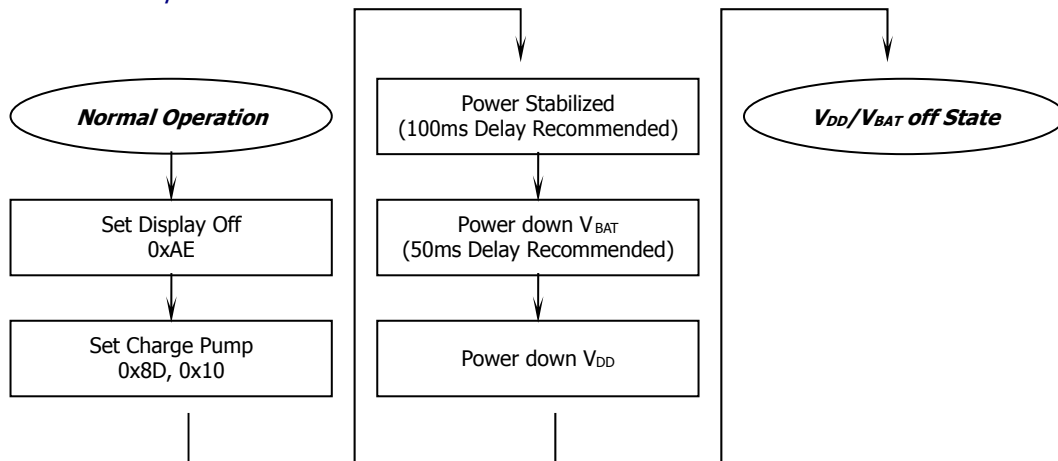 Normal Operation
Set Display Off
0xAE
Set Charge Pump
0x8D, 0x10
Power Stabilized
(100ms Delay Recommended)
Power down VBAT
(50ms Delay Recommended)
Power down VDD
VDD/VBAT off State